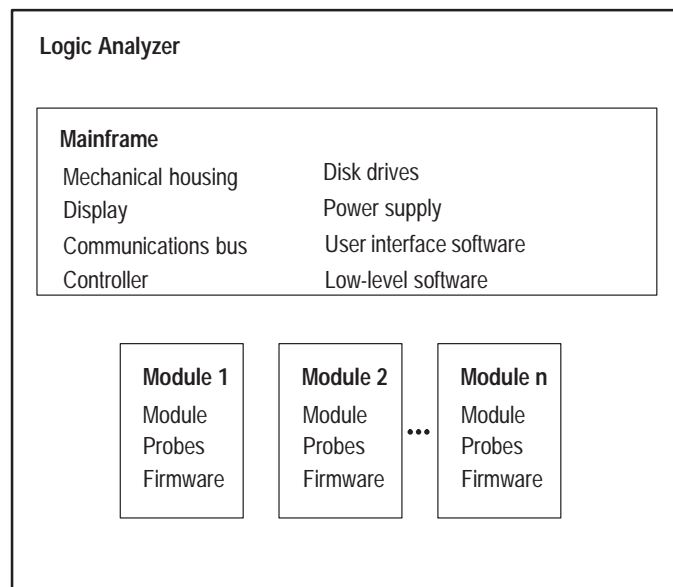 Logic Analyzer
Mainframe
Mechanical housing
Display
Communications bus
Controller
Disk drives
Power supply
User interface software
Low-level software
Module 1
Module
Probes
Firmware
Module 2
Module
Probes
Firmware
...
Module n
Module
Probes
Firmware